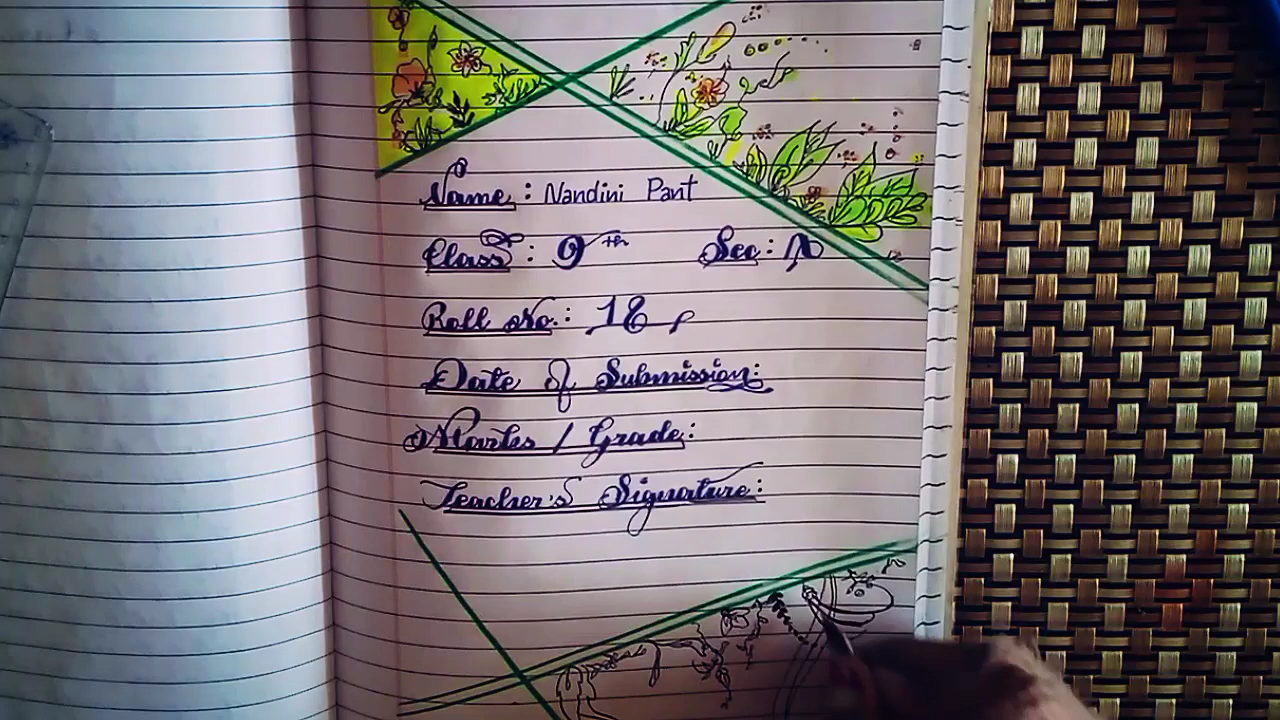 Name : Nandini Pant
Class : 9th Sec : A
Roll No. : 18
Date of Submission:
Marks / Grade:
Teacher's Signature: